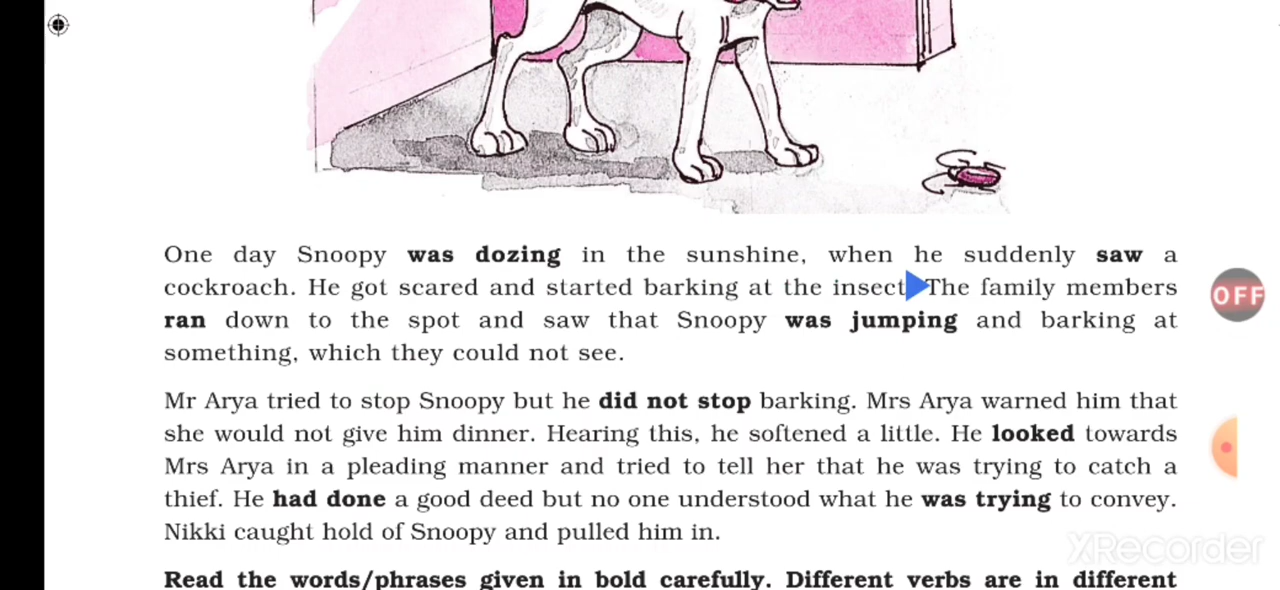 One day Snoopy was dozing in the sunshine, when he suddenly saw a
cockroach. He got scared and started barking at the insect The family members
ran down to the spot and saw that Snoopy was jumping and barking at
something, which they could not see.
OFF
Mr Arya tried to stop Snoopy but he did not stop barking. Mrs Arya warned him that
she would not give him dinner. Hearing this, he softened a little. He looked towards
Mrs Arya in a pleading manner and tried to tell her that he was trying to catch a
thief. He had done a good deed but no one understood what he was trying to convey.
Nikki caught hold of Snoopy and pulled him in.
XRecorder
Read the words/phrases given in bold carefully. Different verbs are in different